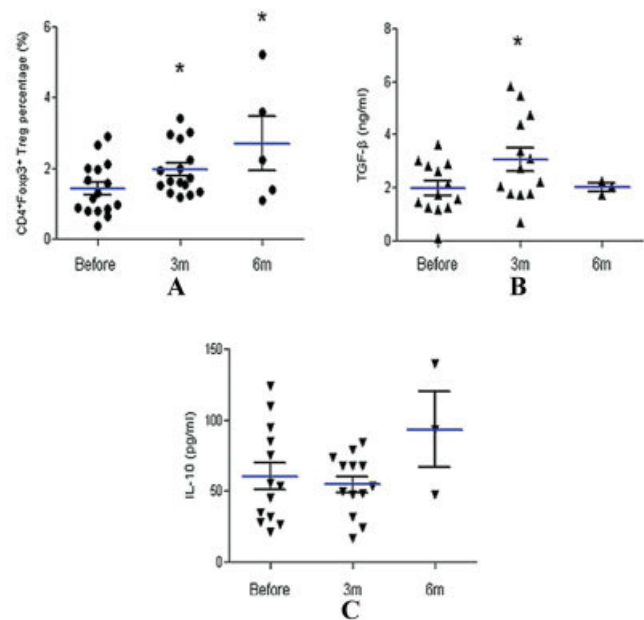 CD4⁺Foxp3⁺ Treg percentage (%)
6
4
2
0
*
*
Before
3m
6m
A
TGF-β (ng/ml)
8
6
4
2
0
*
Before
3m
6m
B
IL-10 (pg/ml)
150
100
50
0
Before
3m
6m
C